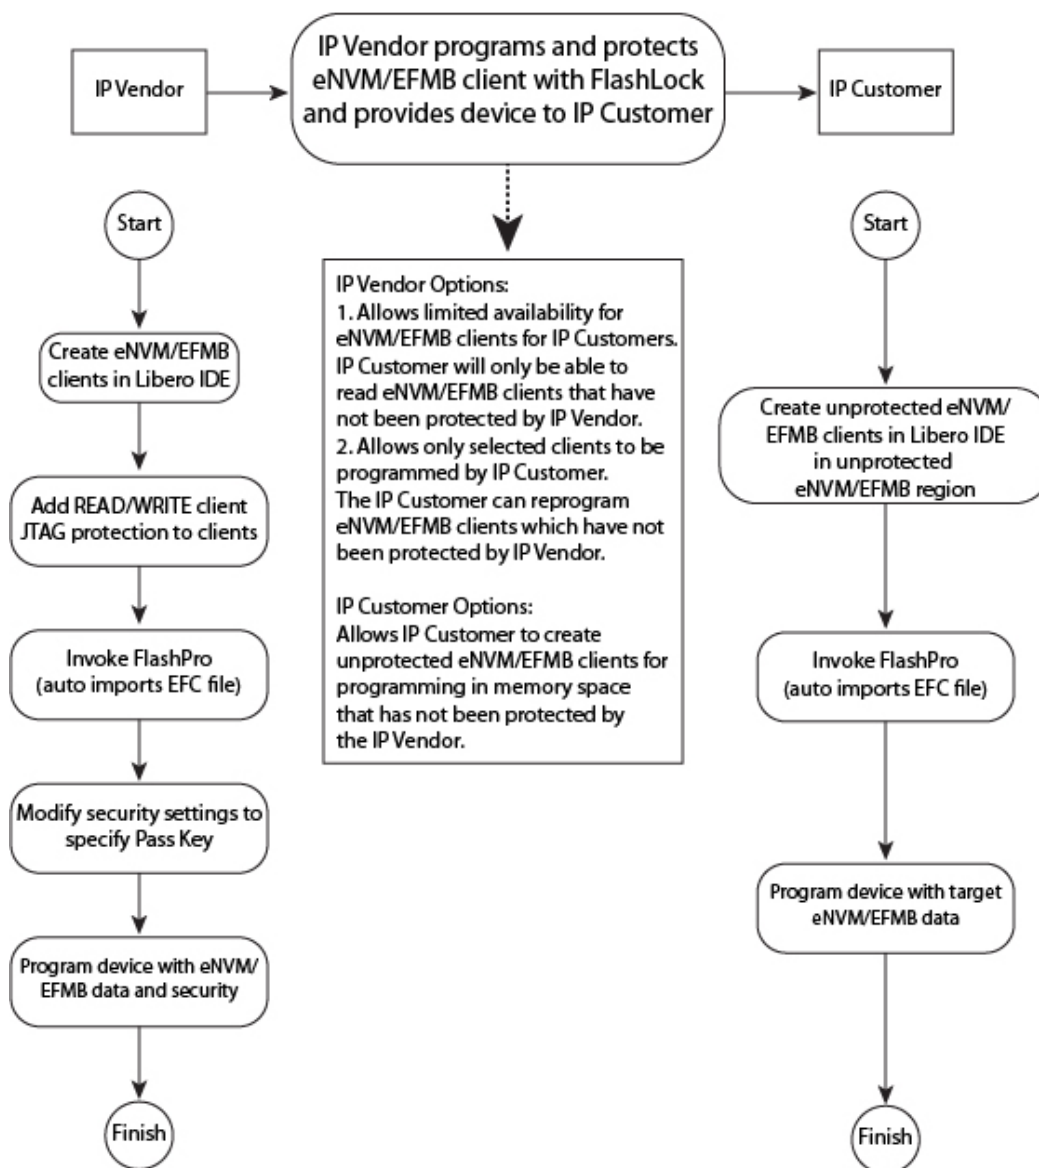 IP Vendor
IP Vendor programs and protects
eNVM/EFMB client with FlashLock
and provides device to IP Customer
IP Customer
Start
Create eNVM/EFMB
clients in Libero IDE
Add READ/WRITE client
JTAG protection to clients
Invoke FlashPro
(auto imports EFC file)
Modify security settings to
specify Pass Key
Program device with eNVM/
EFMB data and security
Finish
IP Vendor Options:
1. Allows limited availability for
eNVM/EFMB clients for IP Customers.
IP Customer will only be able to
read eNVM/EFMB clients that have
not been protected by IP Vendor.
2. Allows only selected clients to be
programmed by IP Customer.
The IP Customer can reprogram
eNVM/EFMB clients which have not
been protected by IP Vendor.
IP Customer Options:
Allows IP Customer to create
unprotected eNVM/EFMB clients for
programming in memory space
that has not been protected by
the IP Vendor.
Start
Create unprotected eNVM/
EFMB clients in Libero IDE
in unprotected
eNVM/EFMB region
Invoke FlashPro
(auto imports EFC file)
Program device with target
eNVM/EFMB data
Finish